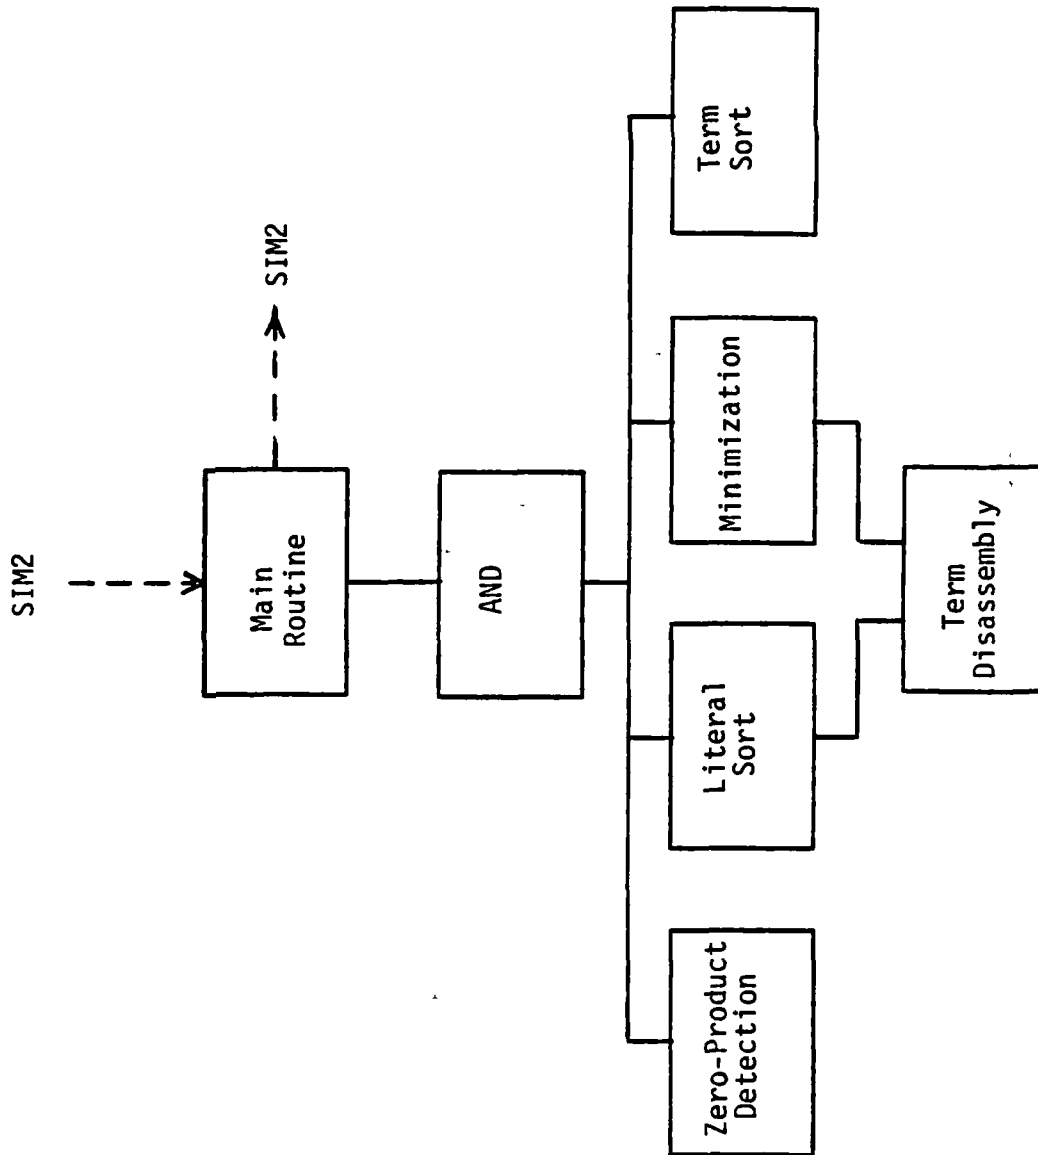 SIM2
SIM2
Main
Routine
AND
Zero-Product
Detection
Literal
Sort
Minimization
Term
Sort
Term
Disassembly